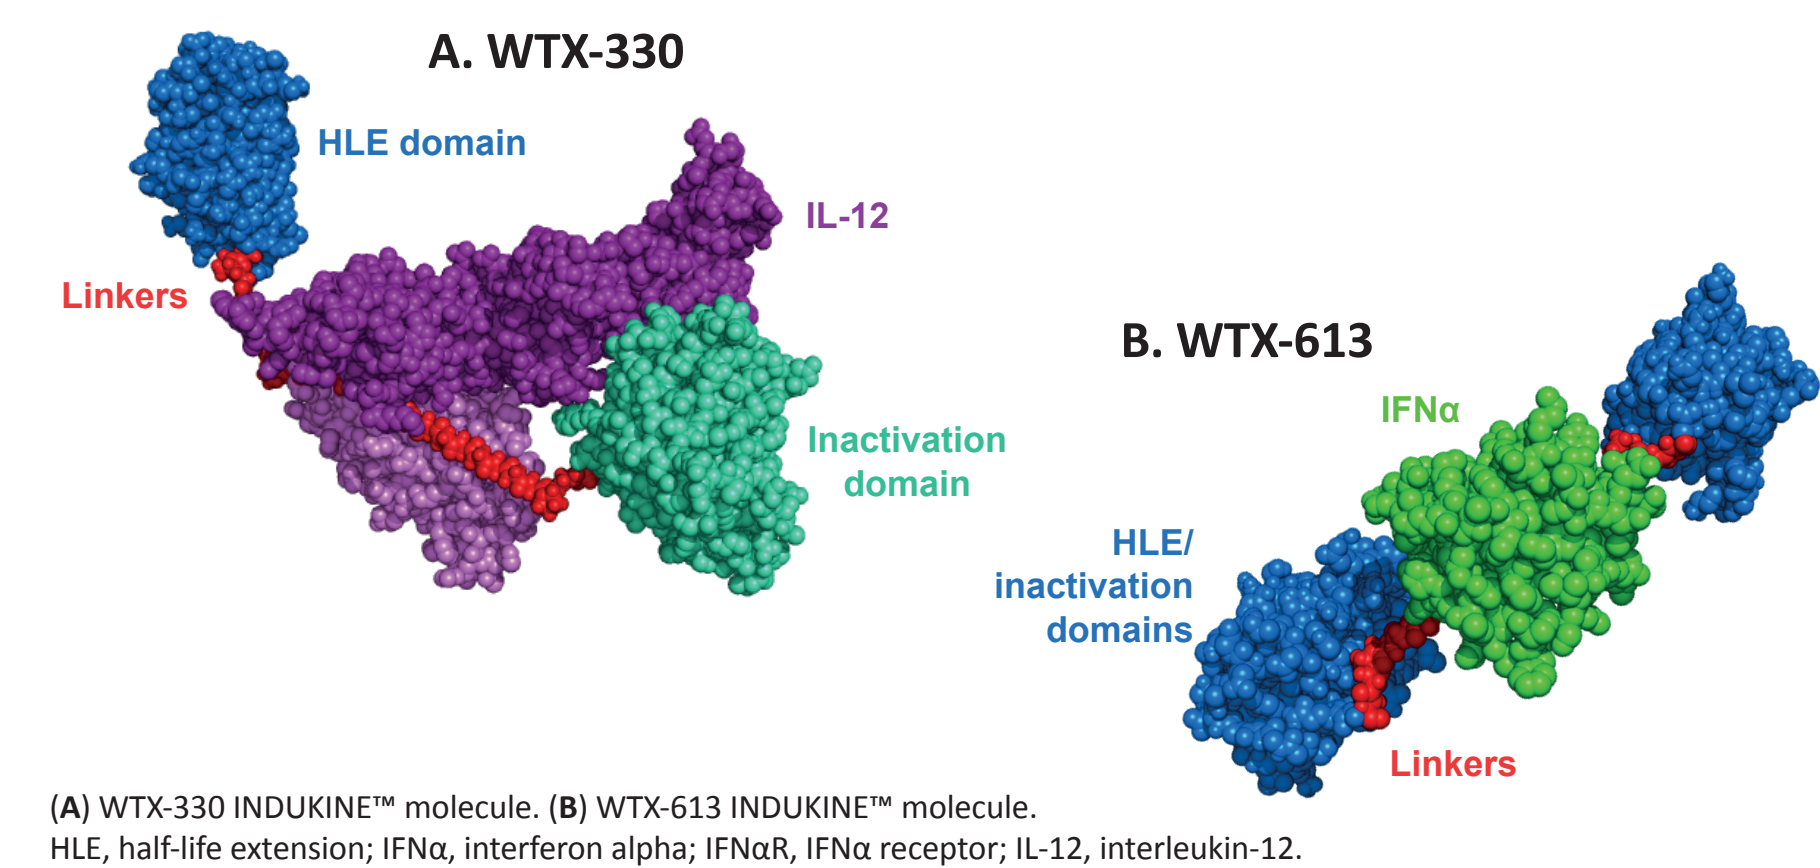 A. WTX-330
HLE domain
IL-12
Linkers
Inactivation
domain
B. WTX-613
IFNα
HLE/
inactivation
domains
Linkers
(A) WTX-330 INDUKINE™ molecule. (B) WTX-613 INDUKINE™ molecule.
HLE, half-life extension; IFNα, interferon alpha; IFNαR, IFNα receptor; IL-12, interleukin-12.